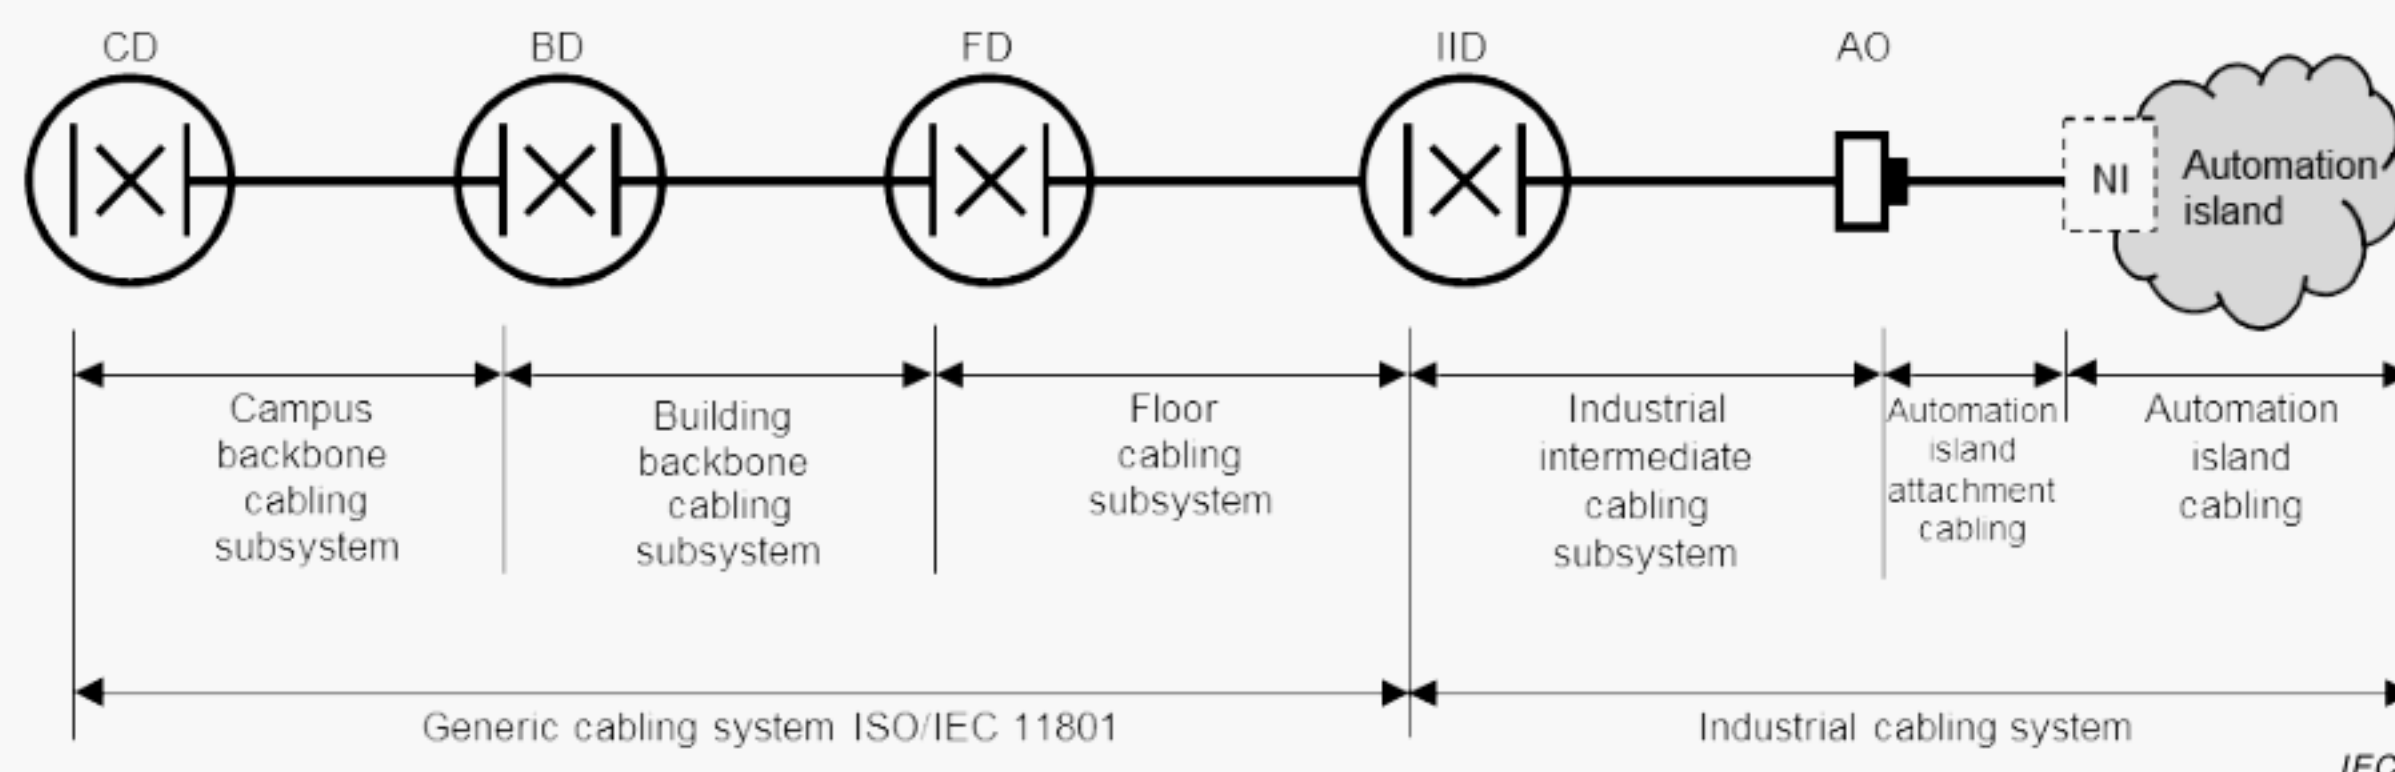 CD
BD
FD
IID
AO
NI
Automation
island
Campus
backbone
cabling
subsystem
Building
backbone
cabling
subsystem
Floor
cabling
subsystem
Industrial
intermediate
cabling
subsystem
Automation
island
attachment
cabling
Automation
island
cabling
Generic cabling system ISO/IEC 11801
Industrial cabling system
IEC